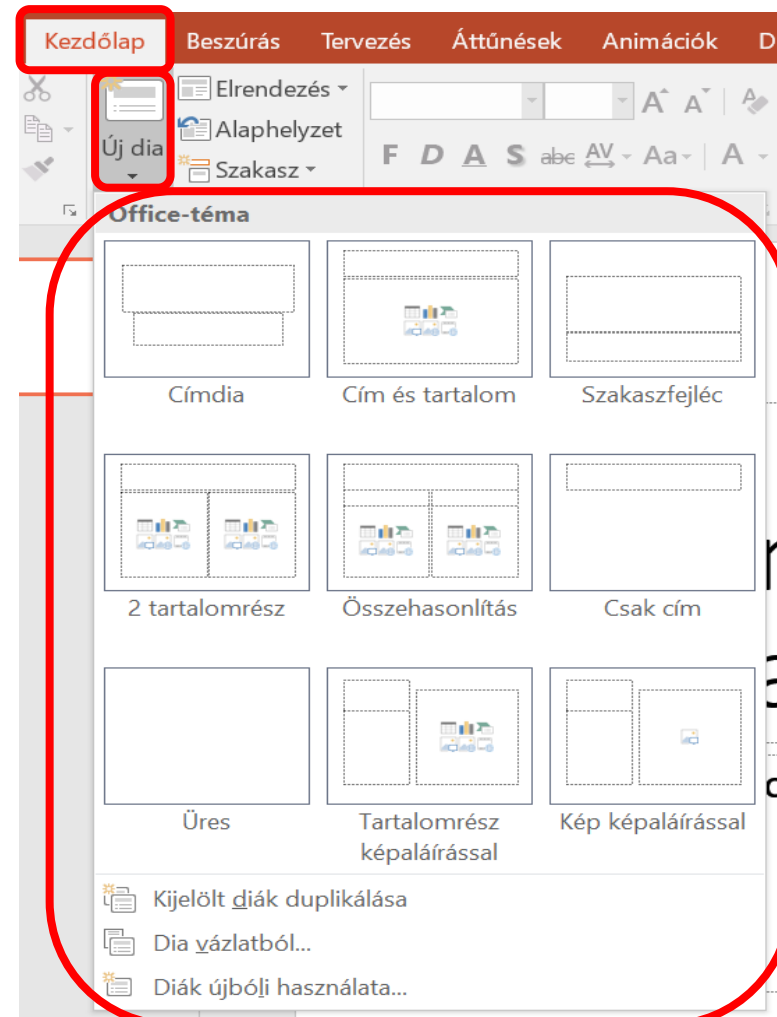 Kezdőlap Beszúrás Tervezés Áttűnések Animációk D
Új dia
Elrendezés
Alaphelyzet
Szakasz
F D A S abc AV Aa A
Office-téma
Címdia Cím és tartalom Szakaszfejléc
2 tartalomrész Összehasonlítás Csak cím
Üres Tartalomrész képaláírással Kép képaláírással
Kijelölt diák duplikálása
Dia vázlatból...
Diák újbóli használata...